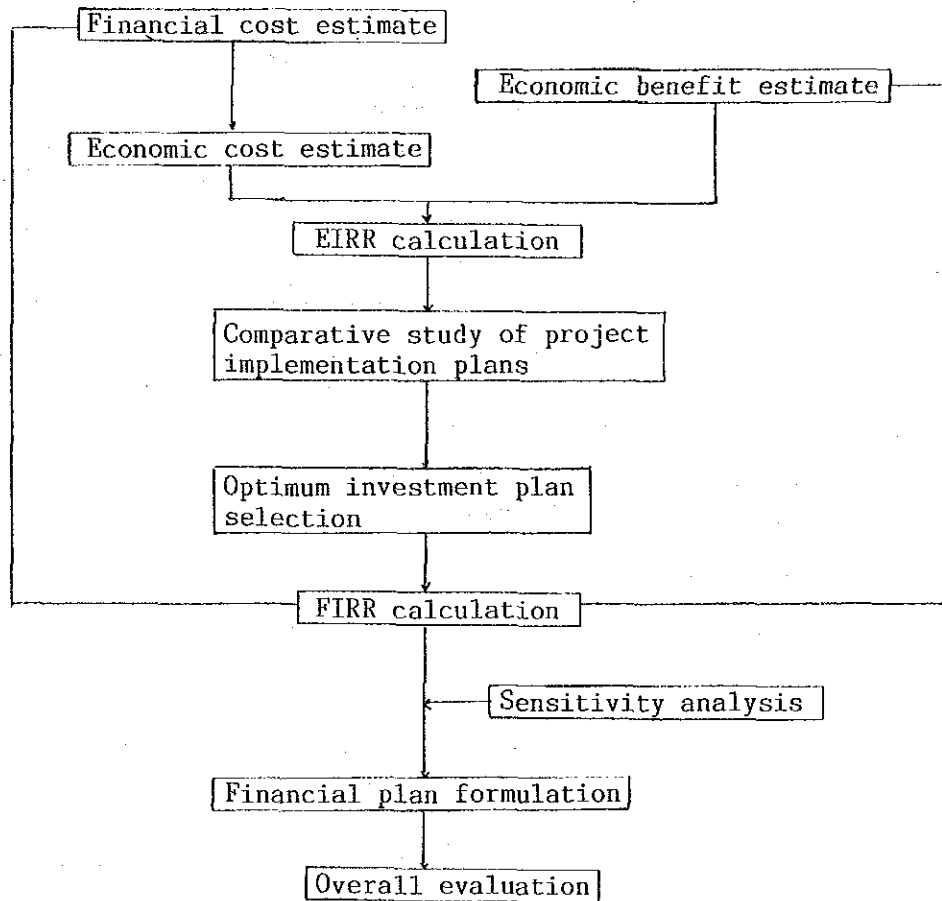 Financial cost estimate
Economic benefit estimate
Economic cost estimate
EIRR calculation
Comparative study of project
implementation plans
Optimum investment plan
selection
FIRR calculation
Sensitivity analysis
Financial plan formulation
Overall evaluation